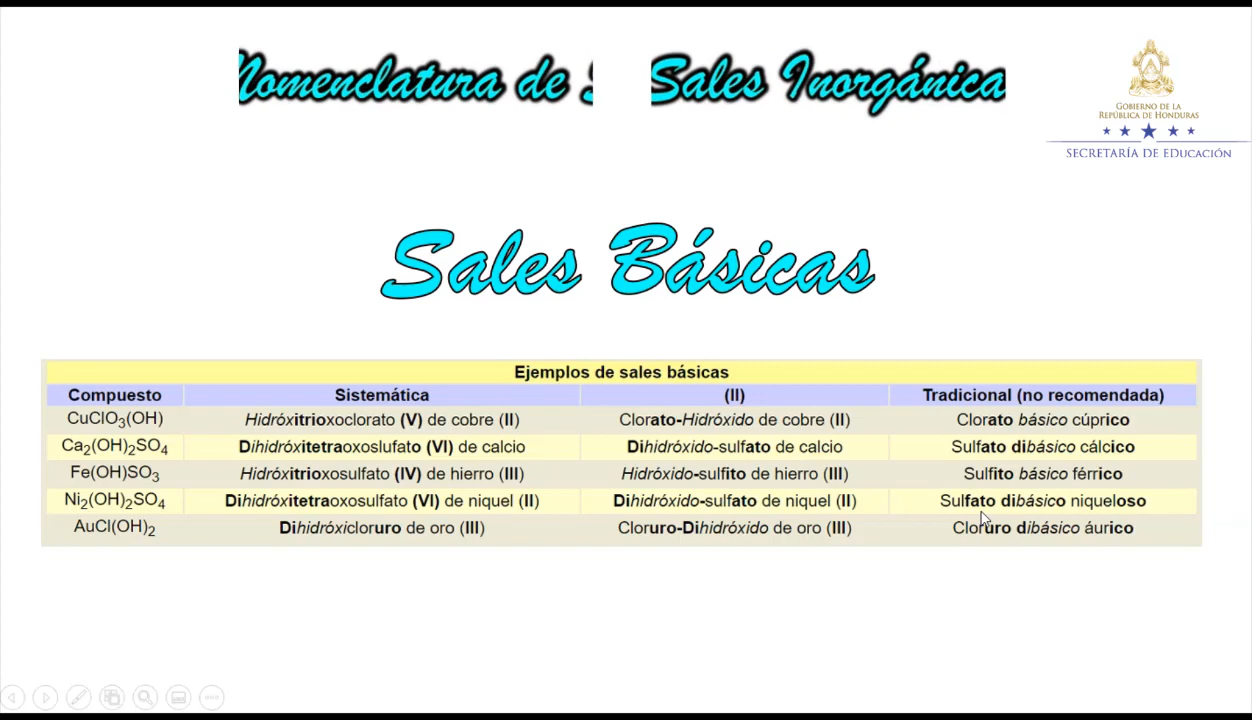 Nomenclatura de S Sales Inorgánica
GOBIERNO DE LA
REPÚBLICA DE HONDURAS
SECRETARÍA DE EDUCACIÓN
Sales Básicas
Ejemplos de sales básicas
Compuesto Sistemática (II) Tradicional (no recomendada)
CuClO3(OH) Hidróxitrioxoclorato (V) de cobre (II) Clorato-Hidróxido de cobre (II) Clorato básico cúprico
Ca2(OH)2SO4 Dihidróxitetraoxoslufato (VI) de calcio Dihidróxido-sulfato de calcio Sulfato dibásico cálcico
Fe(OH)SO3 Hidróxitrioxosulfato (IV) de hierro (III) Hidróxido-sulfito de hierro (III) Sulfito básico férrico
Ni2(OH)2SO4 Dihidróxitetraoxosulfato (VI) de niquel (II) Dihidróxido-sulfato de niquel (II) Sulfato dibásico niqueloso
AuCl(OH)2 Dihidróxicloruro de oro (III) Cloruro-Dihidróxido de oro (III) Cloruro dibásico áurico